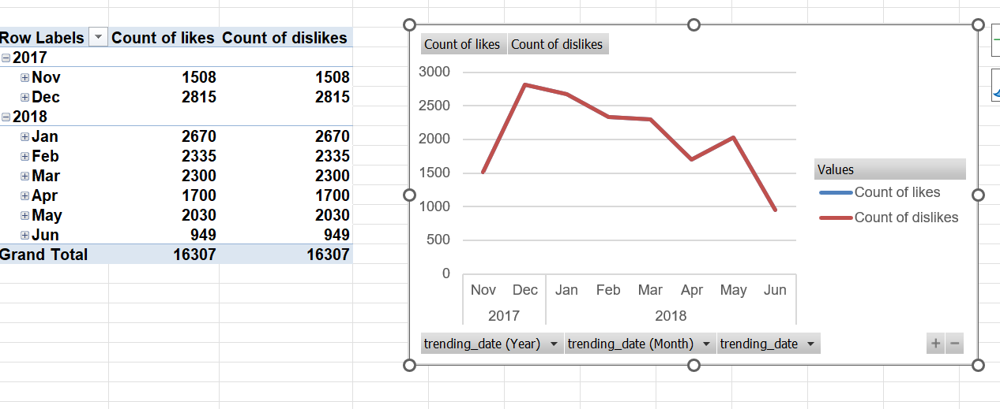 Row Labels Count of likes Count of dislikes
2017
Nov 1508 1508
Dec 2815 2815
2018
Jan 2670 2670
Feb 2335 2335
Mar 2300 2300
Apr 1700 1700
May 2030 2030
Jun 949 949
Grand Total 16307 16307
Count of likes Count of dislikes
3000
2500
2000
1500
1000
500
0
Nov Dec Jan Feb Mar Apr May Jun
2017 2018
Values
Count of likes
Count of dislikes
trending_date (Year) trending_date (Month) trending_date